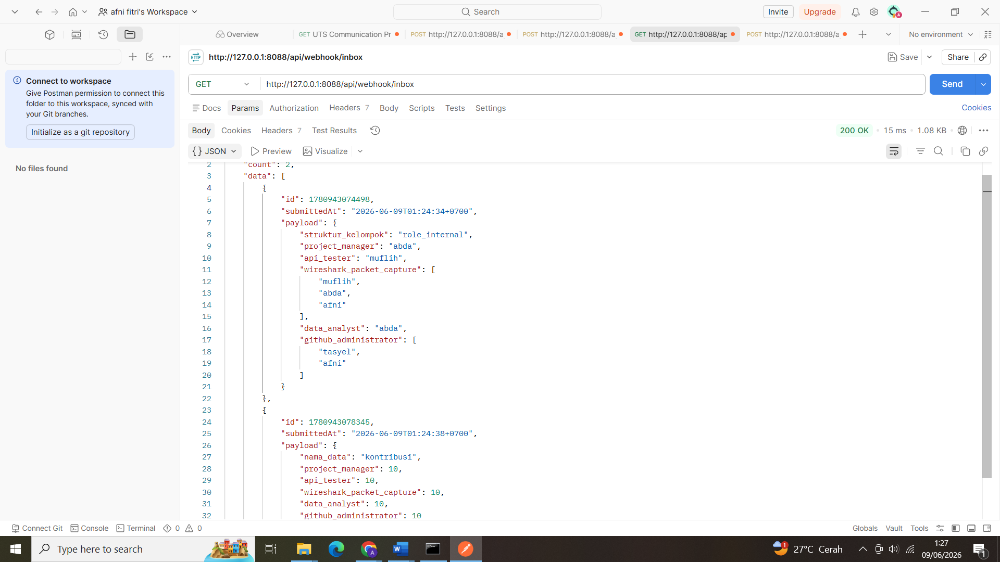 afni fitri's Workspace
Search
Invite
Upgrade
A
Overview
GET UTS Communication Pr
POST http://127.0.0.1:8088/a
POST http://127.0.0.1:8088/a
GET http://127.0.0.1:8088/ap
POST http://127.0.0.1:8088/a
No environment
HTTP
http://127.0.0.1:8088/api/webhook/inbox
Save
Share
Connect to workspace
Give Postman permission to connect this
folder to this workspace, synced with
your Git branches.
Initialize as a git repository
No files found
GET
http://127.0.0.1:8088/api/webhook/inbox
Send
Docs
Params
Authorization
Headers 7
Body
Scripts
Tests
Settings
Cookies
Body
Cookies
Headers 7
Test Results
200 OK
15 ms
1.08 KB
{} JSON
Preview
Visualize
2 "count": 2,
3 "data": [
4 {
5 "id": 1780943074498,
6 "submittedAt": "2026-06-09T01:24:34+0700",
7 "payload": {
8 "struktur_kelompok": "role_internal",
9 "project_manager": "abda",
10 "api_tester": "muflih",
11 "wireshark_packet_capture": [
12 "muflih",
13 "abda",
14 "afni"
15 ],
16 "data_analyst": "abda",
17 "github_administrator": [
18 "tasyel",
19 "afni"
20 ]
21 }
22 },
23 {
24 "id": 1780943078345,
25 "submittedAt": "2026-06-09T01:24:38+0700",
26 "payload": {
27 "nama_data": "kontribusi",
28 "project_manager": 10,
29 "api_tester": 10,
30 "wireshark_packet_capture": 10,
31 "data_analyst": 10,
32 "github_administrator": 10
Connect Git
Console
Terminal
0
0
Globals
Vault
Tools
Type here to search
A
W
1
27°C Cerah
1:27
09/06/2026
1